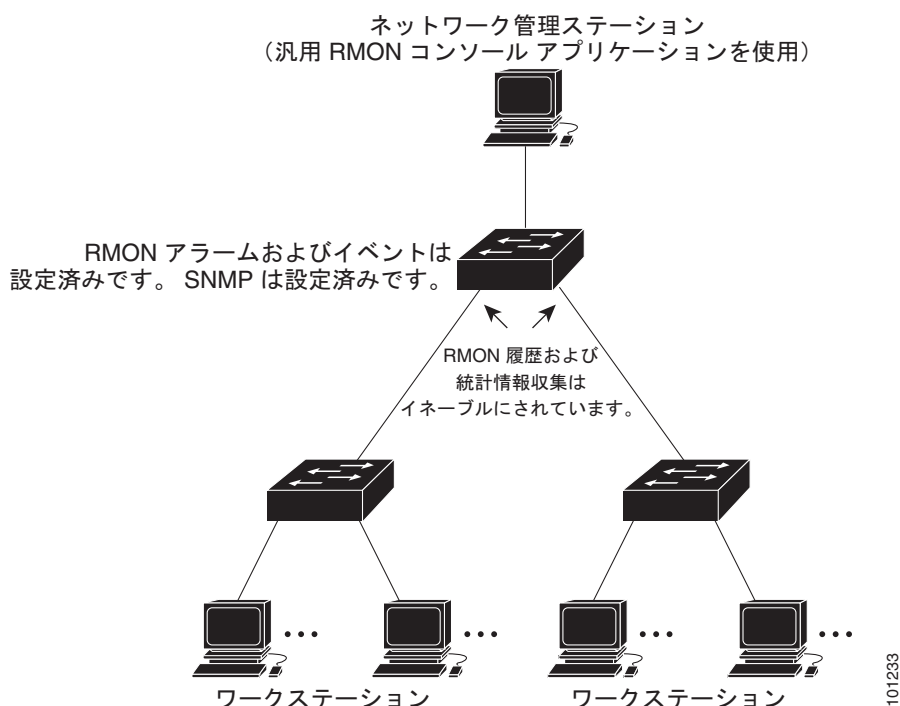 ネットワーク管理ステーション
（汎用 RMON コンソール アプリケーションを使用）
RMON アラームおよびイベントは
設定済みです。 SNMP は設定済みです。
RMON 履歴および
統計情報収集は
イネーブルにされています。
ワークステーション
ワークステーション
101233